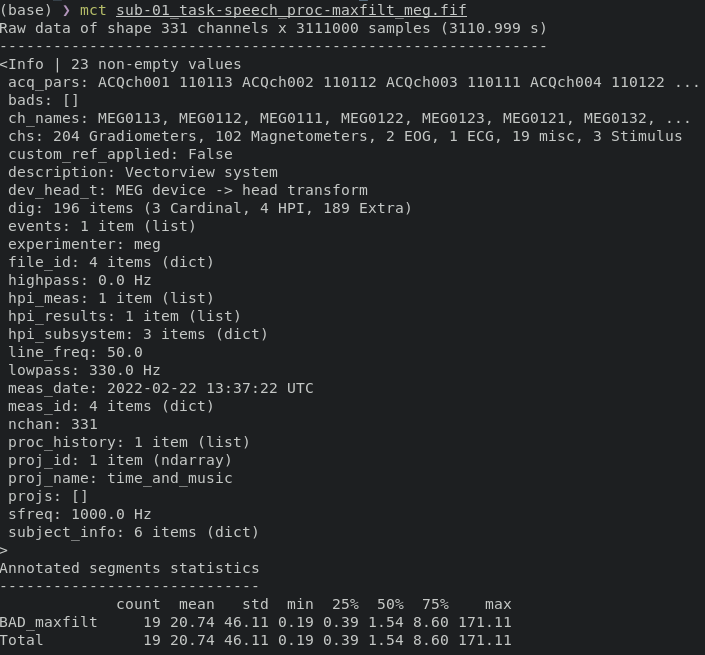 (base) ❯ mct sub-01_task-speech_proc-maxfilt_meg.fif
Raw data of shape 331 channels x 3111000 samples (3110.999 s)
-------------------------------------------------------------
<Info | 23 non-empty values
 acq_pars: ACQch001 110113 ACQch002 110112 ACQch003 110111 ACQch004 110122 ...
 bads: []
 ch_names: MEG0113, MEG0112, MEG0111, MEG0122, MEG0123, MEG0121, MEG0132, ...
 chs: 204 Gradiometers, 102 Magnetometers, 2 EOG, 1 ECG, 19 misc, 3 Stimulus
 custom_ref_applied: False
 description: Vectorview system
 dev_head_t: MEG device -> head transform
 dig: 196 items (3 Cardinal, 4 HPI, 189 Extra)
 events: 1 item (list)
 experimenter: meg
 file_id: 4 items (dict)
 highpass: 0.0 Hz
 hpi_meas: 1 item (list)
 hpi_results: 1 item (list)
 hpi_subsystem: 3 items (dict)
 line_freq: 50.0
 lowpass: 330.0 Hz
 meas_date: 2022-02-22 13:37:22 UTC
 meas_id: 4 items (dict)
 nchan: 331
 proc_history: 1 item (list)
 proj_id: 1 item (ndarray)
 proj_name: time_and_music
 projs: []
 sfreq: 1000.0 Hz
 subject_info: 6 items (dict)
>
Annotated segments statistics
-----------------------------
             count  mean   std  min  25%  50%  75%    max
BAD_maxfilt     19 20.74 46.11 0.19 0.39 1.54 8.60 171.11
Total           19 20.74 46.11 0.19 0.39 1.54 8.60 171.11